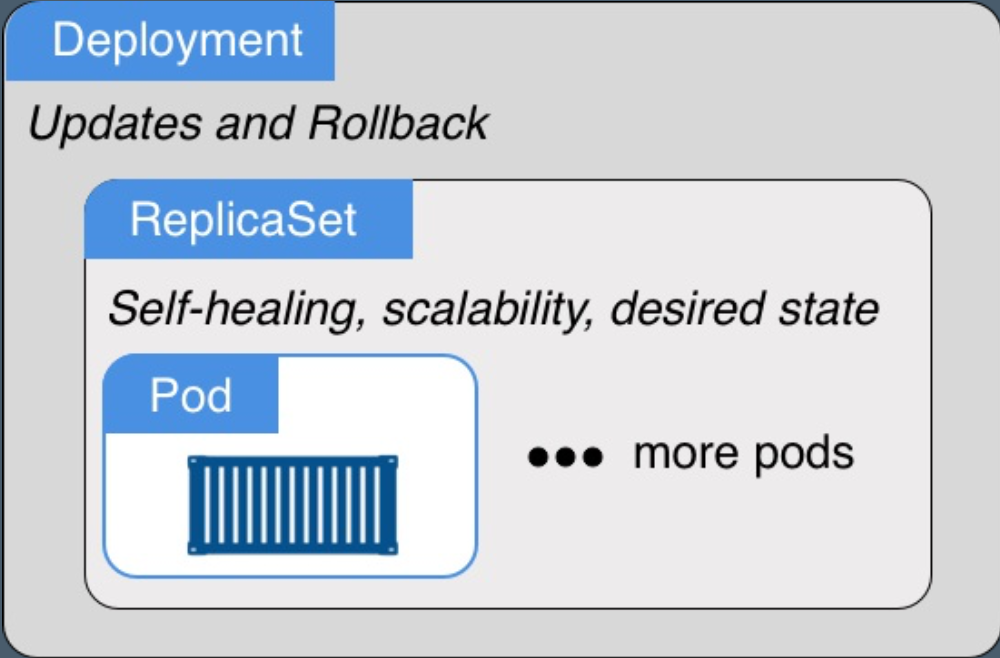 Deployment
Updates and Rollback
ReplicaSet
Self-healing, scalability, desired state
Pod
●●● more pods